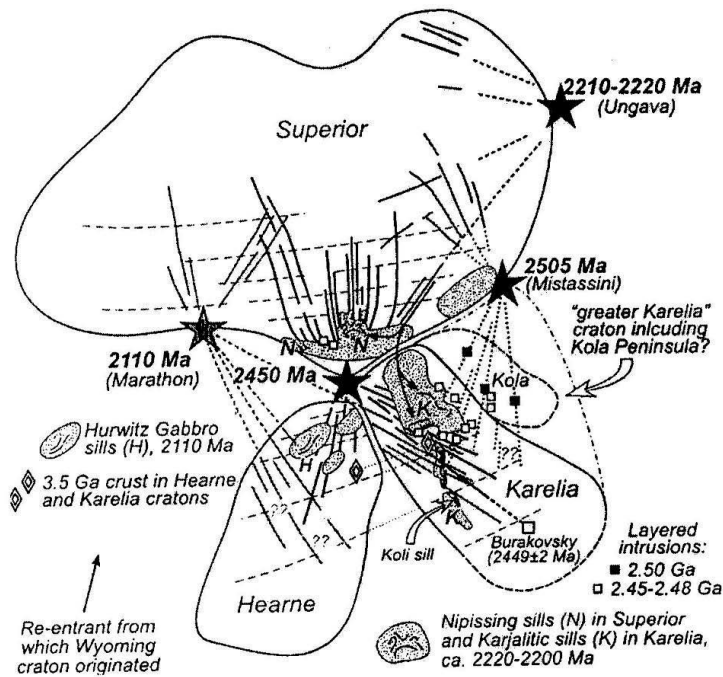 2210-2220 Ma
(Ungava)
Superior
2505 Ma
(Mistassini)
"greater Karelia"
craton inlcuding
Kola Peninsula?
2110 Ma
(Marathon)
N
N
2450 Ma
Kola
K
Hurwitz Gabbro
sills (H), 2110 Ma
H
3.5 Ga crust in Hearne
and Karelia cratons
??
??
??
Karelia
K
Koli sill
Burakovsky
(2449±2 Ma)
Hearne
Layered
intrusions:
2.50 Ga
2.45-2.48 Ga
Re-entrant from
which Wyoming
craton originated
Nipissing sills (N) in Superior
and Karjalitic sills (K) in Karelia,
ca. 2220-2200 Ma